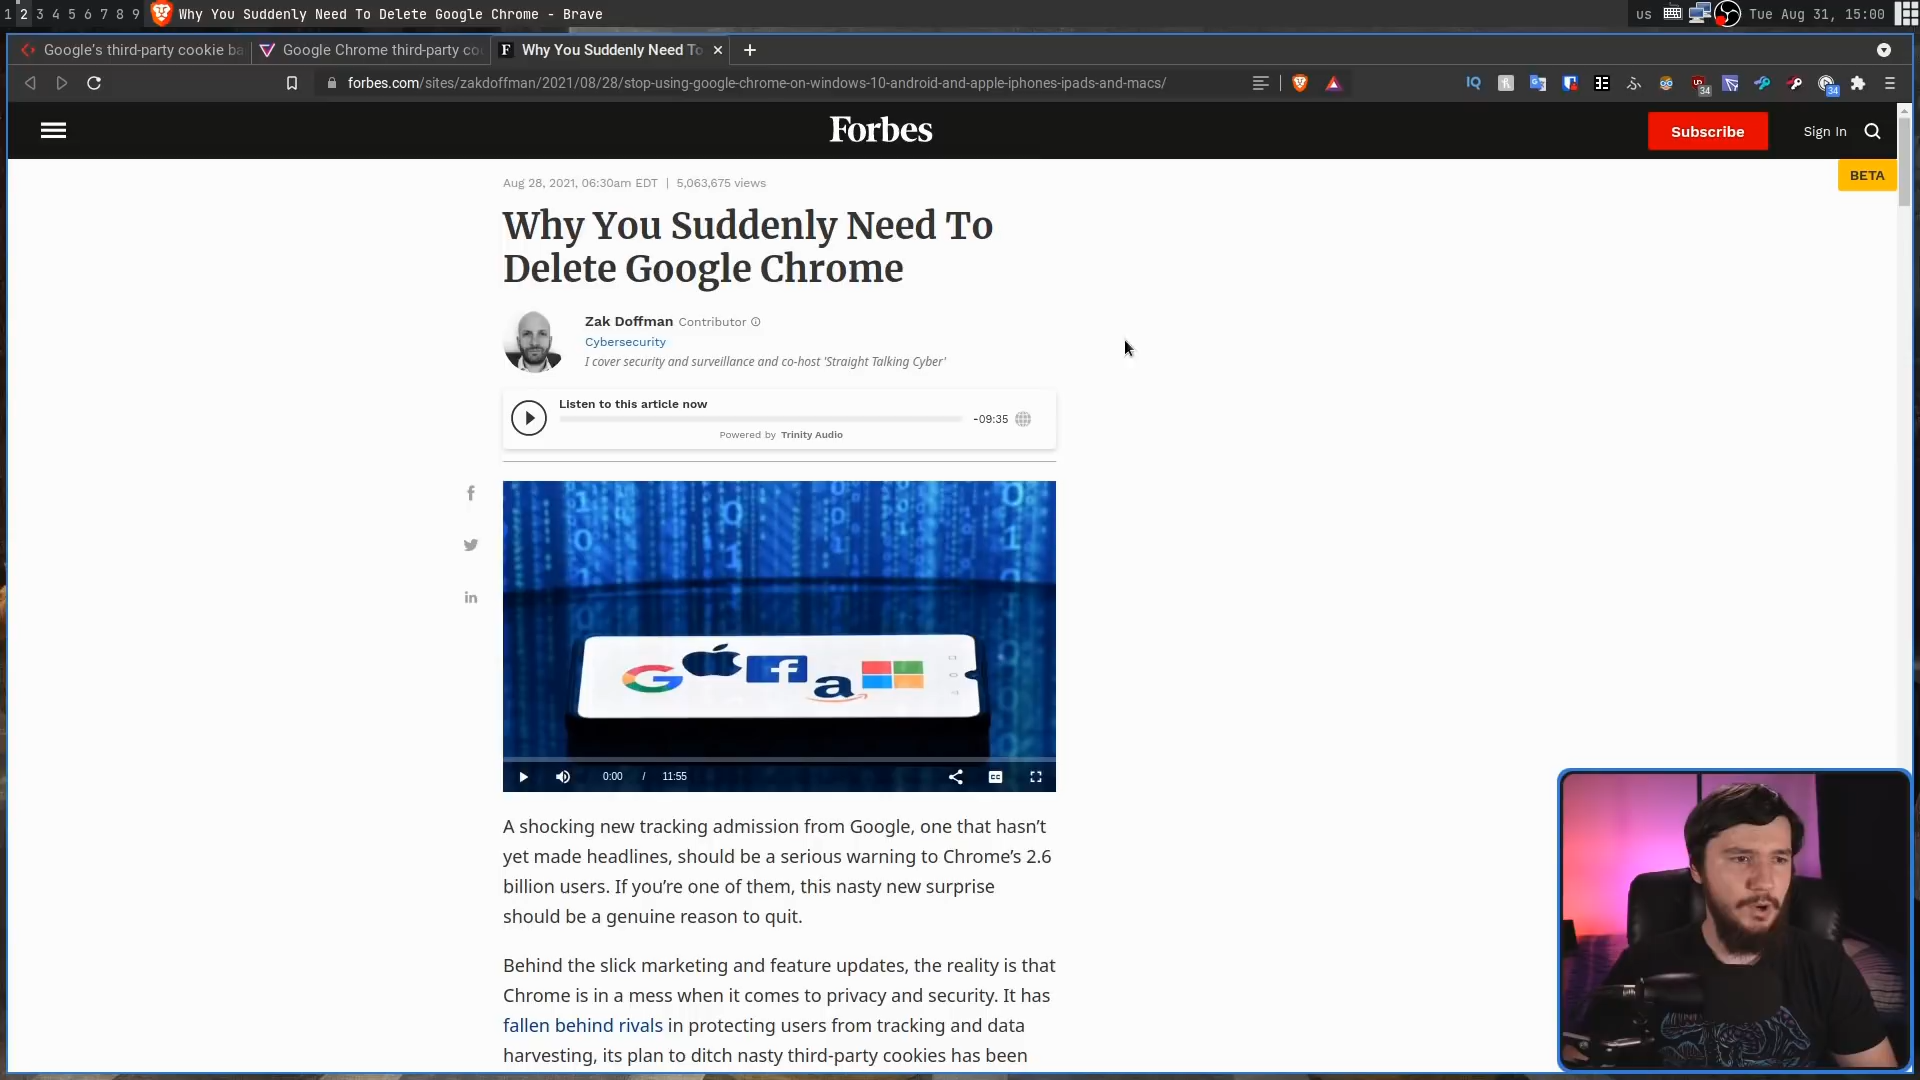 1 2 3 4 5 6 7 8 9 Why You Suddenly Need To Delete Google Chrome - Brave
us Tue Aug 31, 15:00
Google's third-party cookie ba
Google Chrome third-party co
F Why You Suddenly Need To
forbes.com/sites/zakdoffman/2021/08/28/stop-using-google-chrome-on-windows-10-android-and-apple-iphones-ipads-and-macs/
IQ 34 34
Forbes
Subscribe
Sign In
BETA
Aug 28, 2021, 06:30am EDT | 5,063,675 views
Why You Suddenly Need To
Delete Google Chrome
Zak Doffman Contributor
Cybersecurity
I cover security and surveillance and co-host 'Straight Talking Cyber'
Listen to this article now
-09:35
Powered by Trinity Audio
0:00 / 11:55
CC
A shocking new tracking admission from Google, one that hasn’t
yet made headlines, should be a serious warning to Chrome’s 2.6
billion users. If you’re one of them, this nasty new surprise
should be a genuine reason to quit.
Behind the slick marketing and feature updates, the reality is that
Chrome is in a mess when it comes to privacy and security. It has
fallen behind rivals in protecting users from tracking and data
harvesting, its plan to ditch nasty third-party cookies has been